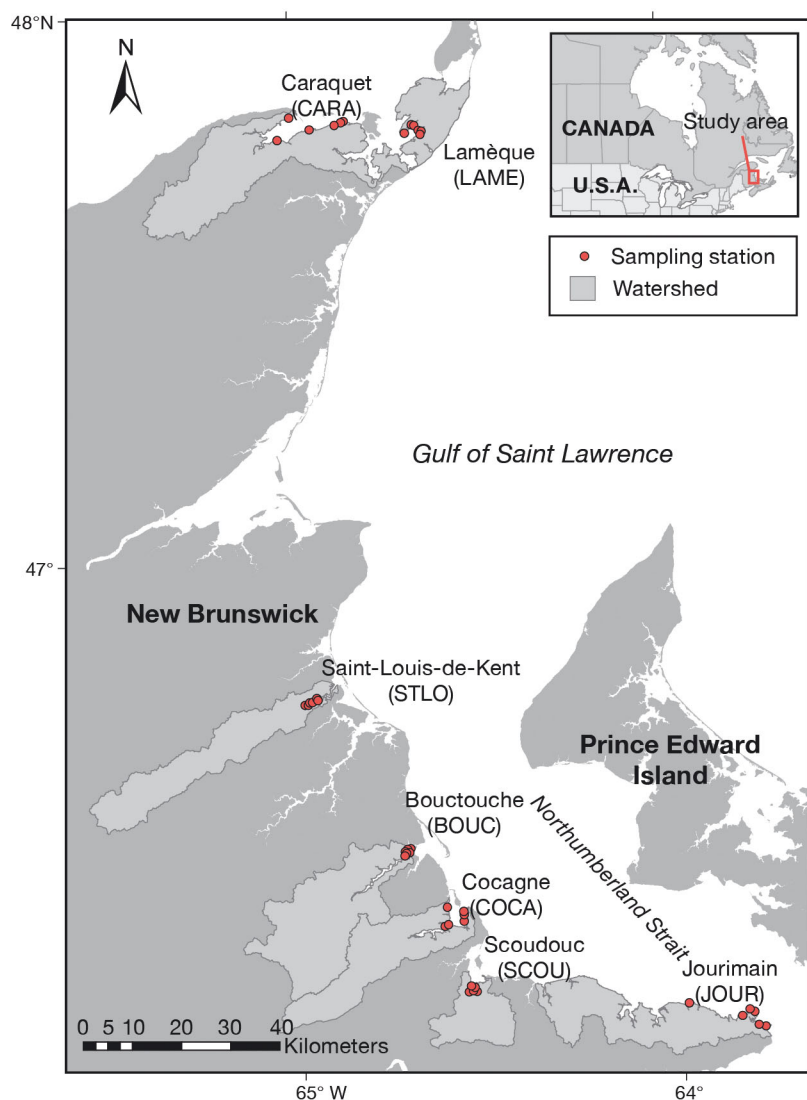 48°N
N
Caraquet
(CARA)
Lamèque
(LAME)
CANADA
Study area
U.S.A.
Sampling station
Watershed
Gulf of Saint Lawrence
47°
New Brunswick
Saint-Louis-de-Kent
(STLO)
Prince Edward
Island
Bouctouche
(BOUC)
Northumberland Strait
Cocagne
(COCA)
Scoudouc
(SCOU)
Jourimain
(JOUR)
0 5 10 20 30 40
Kilometers
65° W
64°